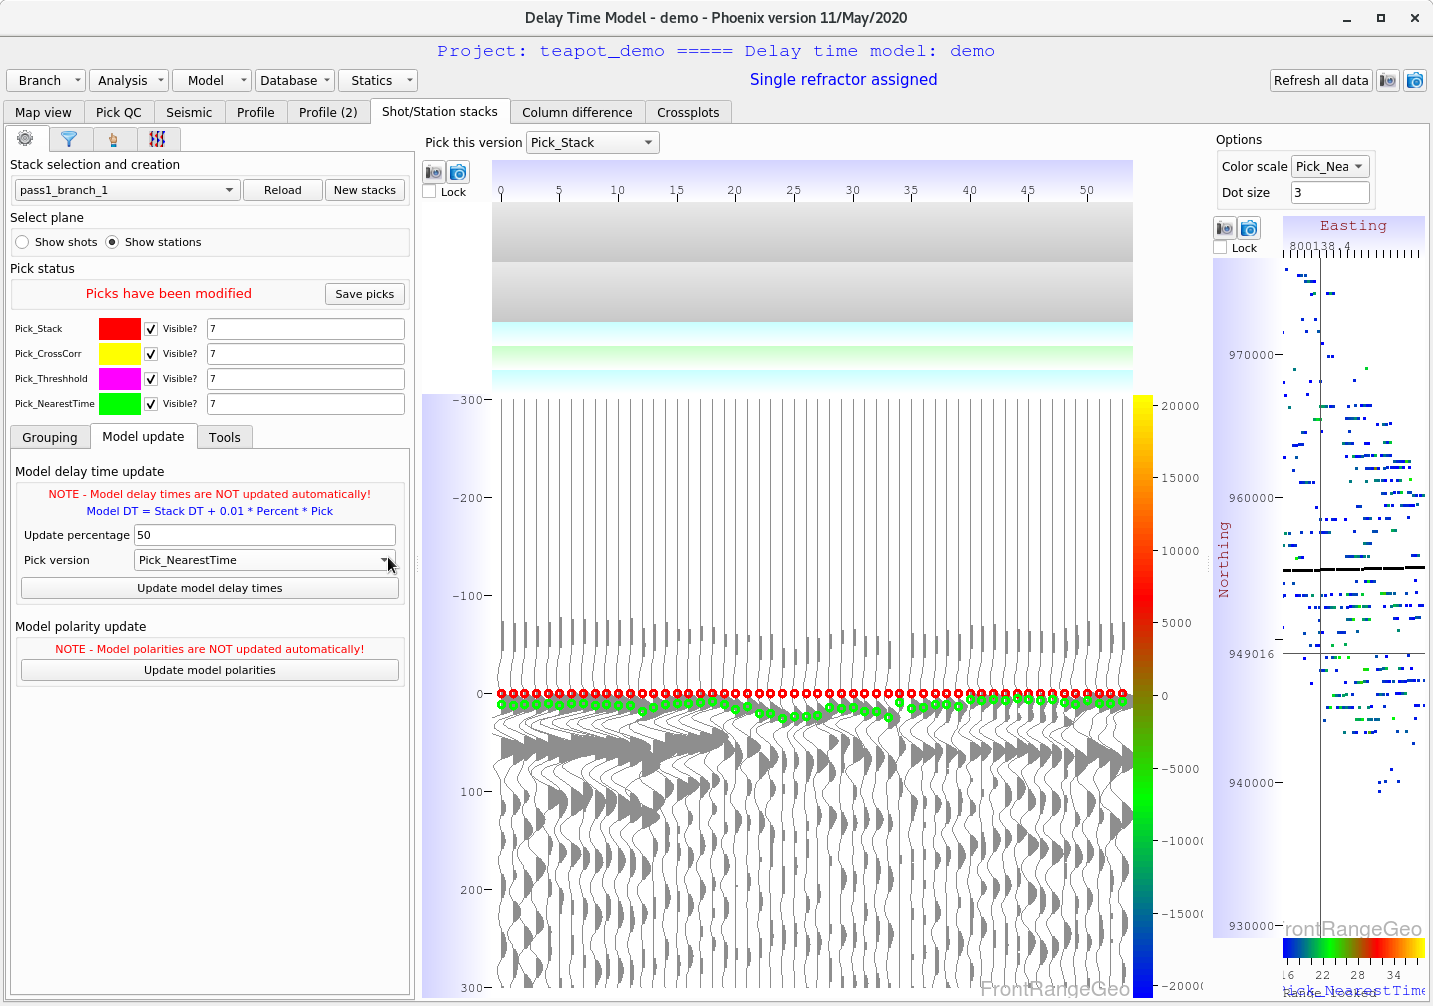 Delay Time Model - demo - Phoenix version 11/May/2020
Project: teapot_demo ===== Delay time model: demo
Branch Analysis Model Database Statics Single refractor assigned Refresh all data
Map view Pick QC Seismic Profile Profile (2) Shot/Station stacks Column difference Crossplots
Stack selection and creation
pass1_branch_1 Reload New stacks
Select plane
Show shots Show stations
Pick status
Picks have been modified Save picks
Pick_Stack Visible? 7
Pick_CrossCorr Visible? 7
Pick_Threshhold Visible? 7
Pick_NearestTime Visible? 7
Grouping Model update Tools
Model delay time update
NOTE - Model delay times are NOT updated automatically!
Model DT = Stack DT + 0.01 * Percent * Pick
Update percentage 50
Pick version Pick_NearestTime
Update model delay times
Model polarity update
NOTE - Model polarities are NOT updated automatically!
Update model polarities
Pick this version Pick_Stack
Lock
0 5 10 15 20 25 30 35 40 45 50
-300
-200
-100
0
100
200
300
20000
15000
10000
5000
0
-5000
-10000
-15000
-20000
FrontRangeGeo
Options
Color scale Pick_Nea
Dot size 3
Lock
Easting
800138.4
Northing
970000
960000
949016
940000
930000
rontRangeGeo
16 22 28 34
Pick_NearestTime